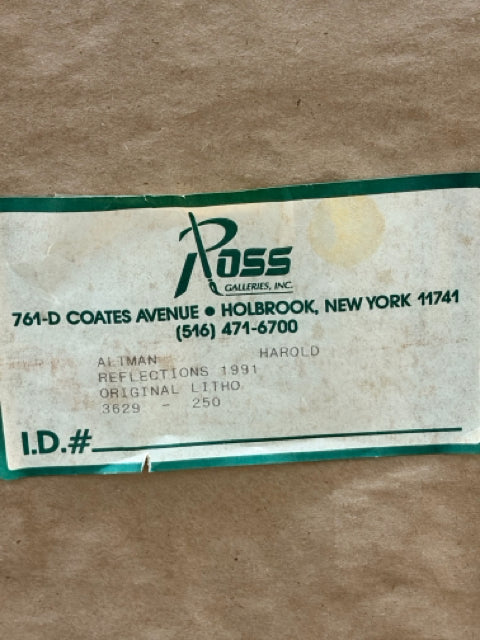 Ross
GALLERIES, INC.
761-D COATES AVENUE ● HOLBROOK, NEW YORK 11741
(516) 471-6700
ALTMAN HAROLD
REFLECTIONS 1991
ORIGINAL LITHO
3629 - 250
I.D.#